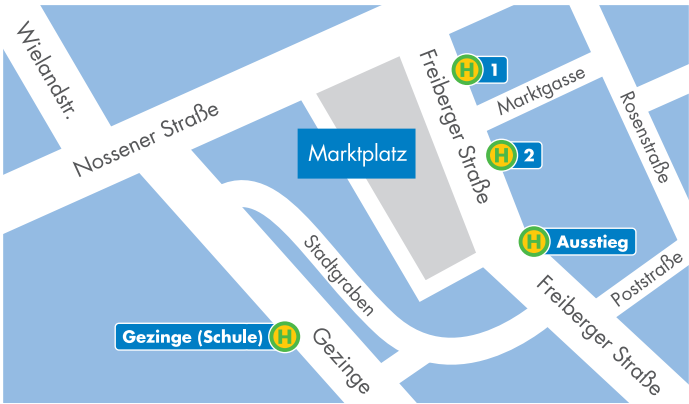 Wielandstr.
Nossener Straße
Freiberger Straße
H 1
Marktgasse
Rosenstraße
Marktplatz
H 2
H Ausstieg
Stadtgraben
Poststraße
Freiberger Straße
Gezinge (Schule) H
Gezinge